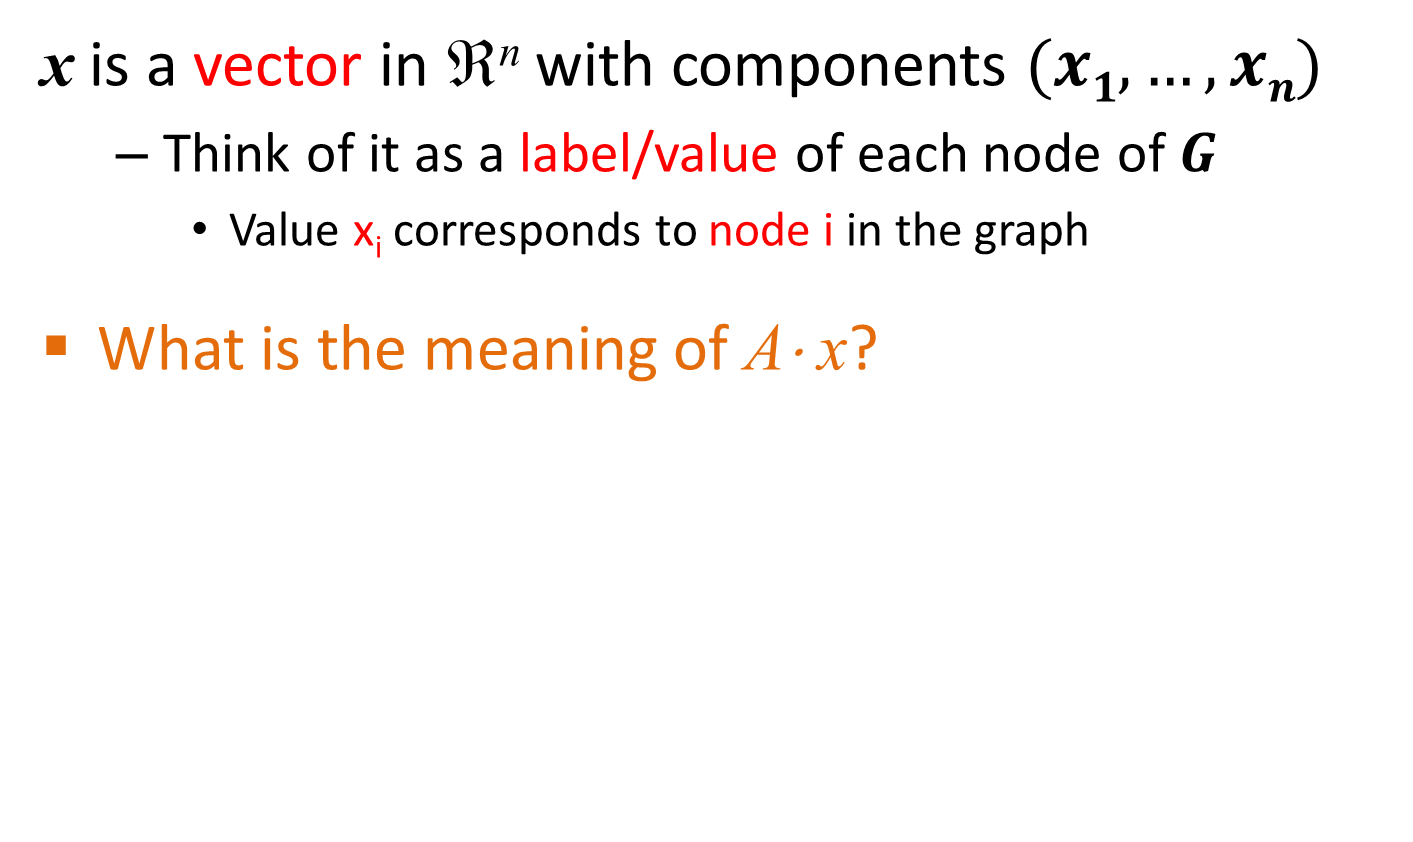 x is a vector in ℜⁿ with components (x₁, … , xₙ)
– Think of it as a label/value of each node of G
• Value xᵢ corresponds to node i in the graph
▪ What is the meaning of A · x?